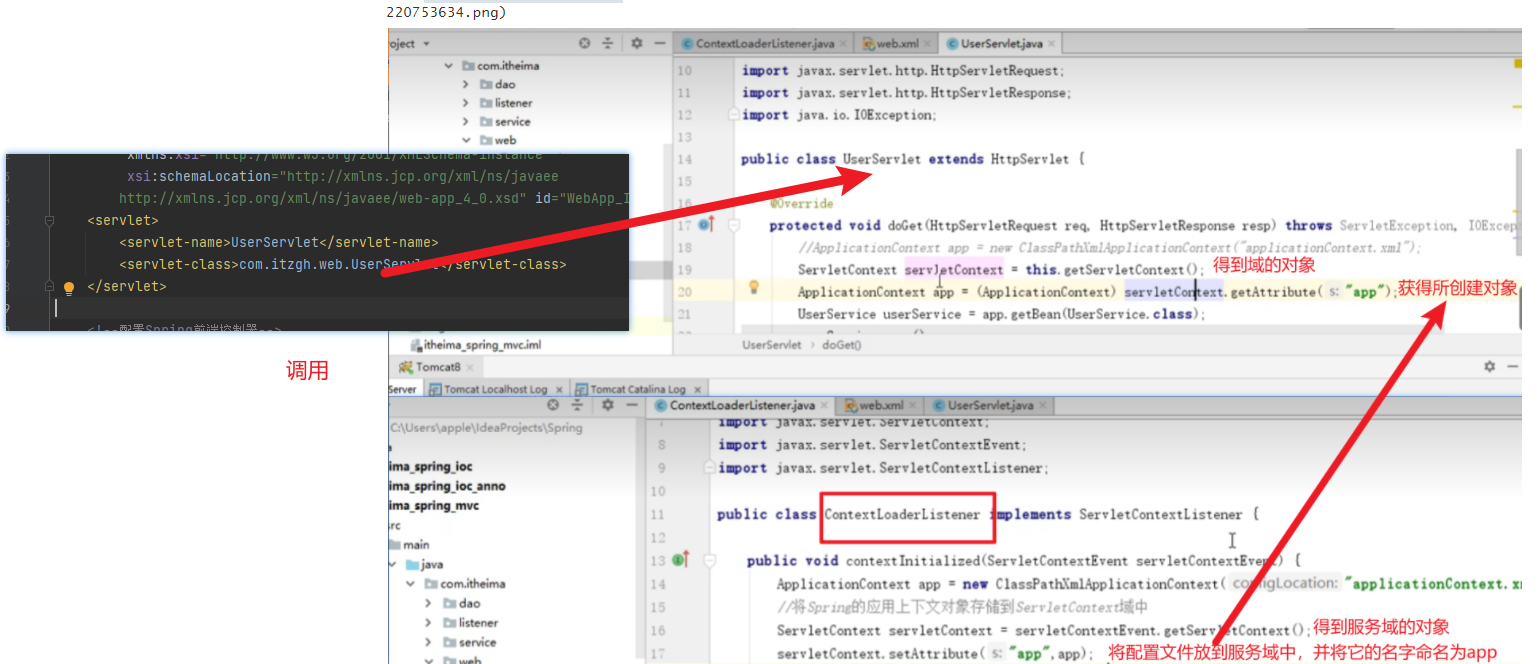 220753634.png)
oject
ContextLoaderListener.java
web.xml
UserServlet.java
com.itheima
dao
listener
service
web
itheima_spring_mvc.iml
10 import javax.servlet.http.HttpServletRequest;
11 import javax.servlet.http.HttpServletResponse;
12 import java.io.IOException;
13
14 public class UserServlet extends HttpServlet {
15
16 @Override
17 protected void doGet(HttpServletRequest req, HttpServletResponse resp) throws ServletException, IOExcep
18 //ApplicationContext app = new ClassPathXmlApplicationContext("applicationContext.xml");
19 ServletContext servletContext = this.getServletContext(); 得到域的对象
20 ApplicationContext app = (ApplicationContext) servletContext.getAttribute( s: "app"); 获得所创建对象
21 UserService userService = app.getBean(UserService.class);
UserServlet > doGet()
xmlns:xsi="http://www.w3.org/2001/XMLSchema-instance
xsi:schemaLocation="http://xmlns.jcp.org/xml/ns/javaee
http://xmlns.jcp.org/xml/ns/javaee/web-app_4_0.xsd" id="WebApp_I
<servlet>
<servlet-name>UserServlet</servlet-name>
<servlet-class>com.itzgh.web.UserServlet</servlet-class>
</servlet>
<!--配置Spring前端控制器-->
调用
Tomcat8
Server
Tomcat Localhost Log
Tomcat Catalina Log
ContextLoaderListener.java
web.xml
UserServlet.java
C:\Users\apple\IdeaProjects\Spring
ima_spring_ioc
ima_spring_ioc_anno
ima_spring_mvc
rc
main
java
com.itheima
dao
listener
service
web
7 import javax.servlet.ServletContext;
8 import javax.servlet.ServletContextEvent;
9 import javax.servlet.ServletContextListener;
10
11 public class ContextLoaderListener implements ServletContextListener {
12
13 public void contextInitialized(ServletContextEvent servletContextEvent) {
14 ApplicationContext app = new ClassPathXmlApplicationContext( configLocation: "applicationContext.x
15 //将Spring的应用上下文对象存储到ServletContext域中
16 ServletContext servletContext = servletContextEvent.getServletContext(); 得到服务域的对象
17 servletContext.setAttribute( s: "app",app); 将配置文件放到服务域中，并将它的名字命名为app